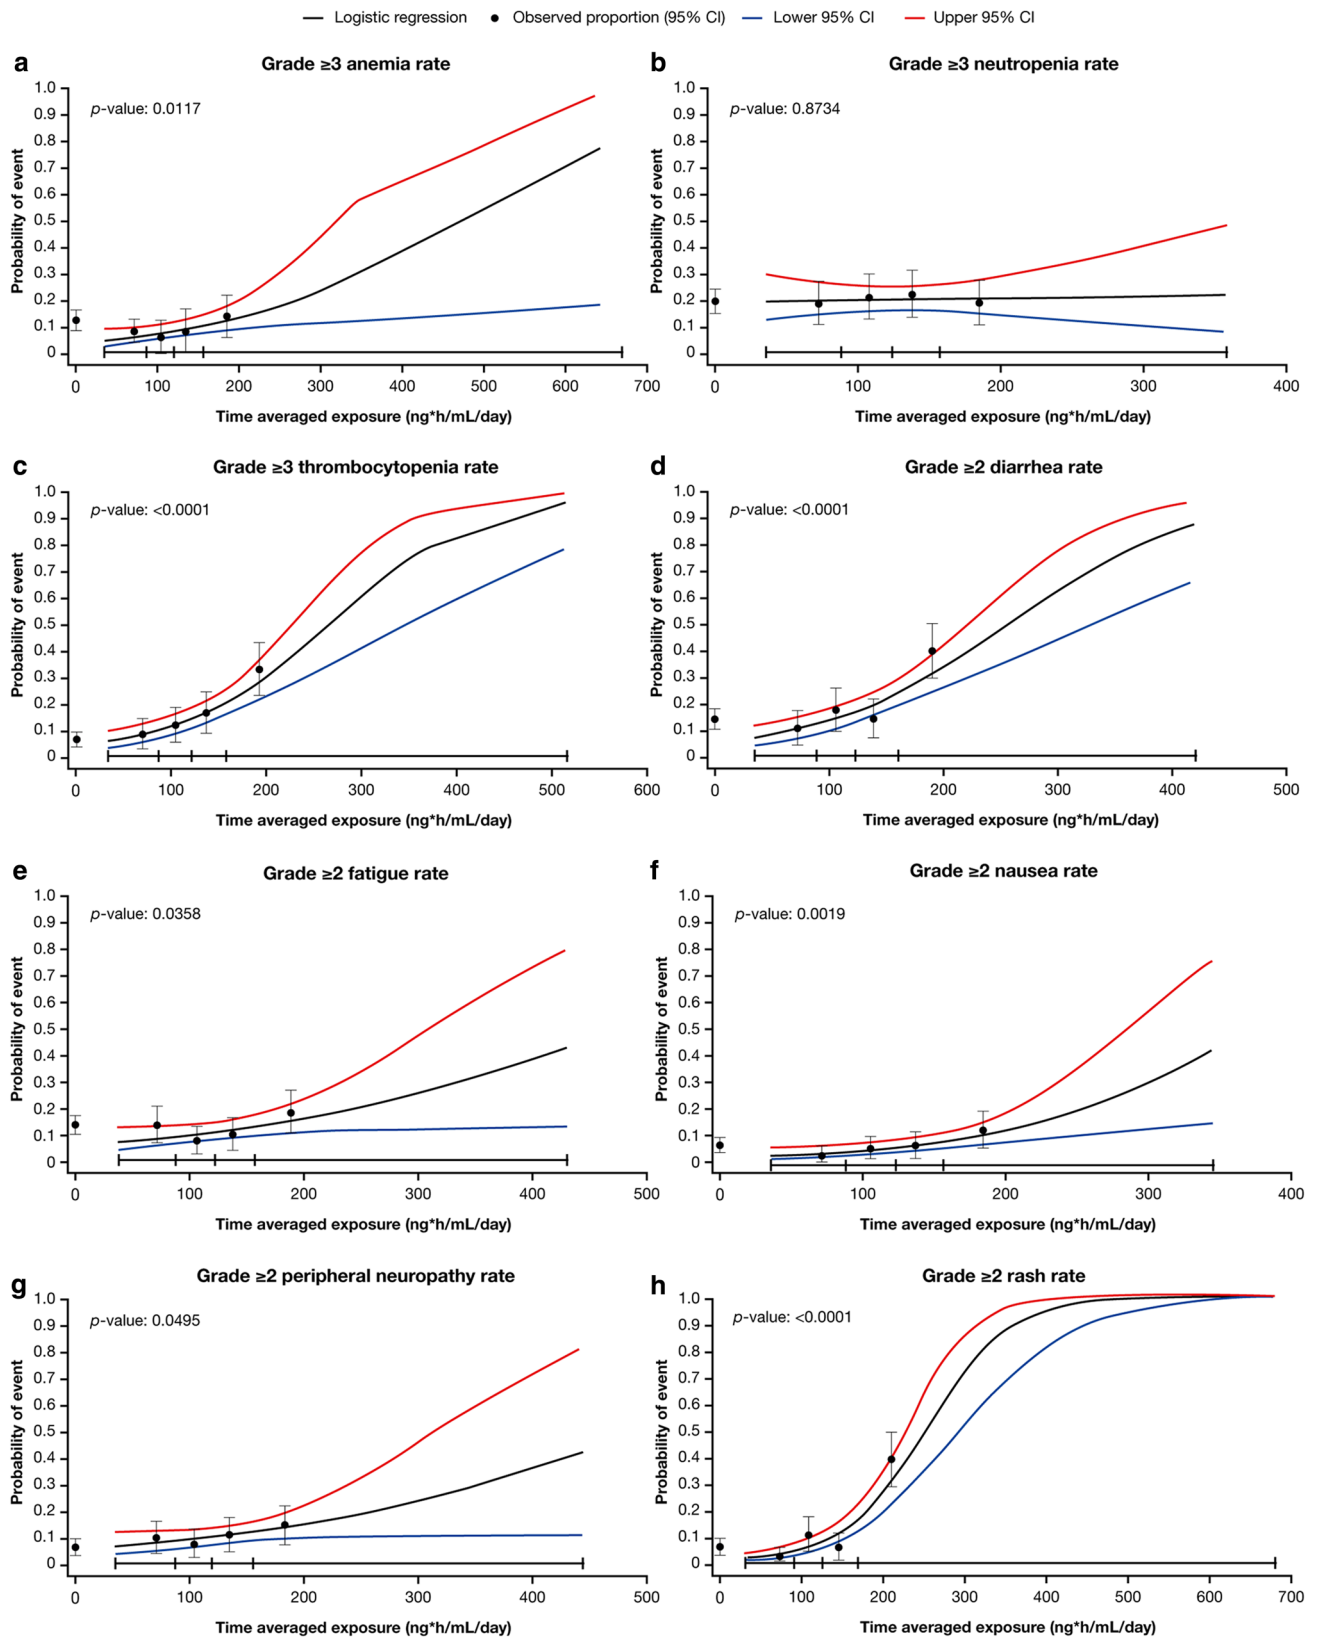 Logistic regression Observed proportion (95% CI) Lower 95% CI Upper 95% CI
a
Grade ≥3 anemia rate
p-value: 0.0117
Probability of event
1.0
0.9
0.8
0.7
0.6
0.5
0.4
0.3
0.2
0.1
0
0 100 200 300 400 500 600 700
Time averaged exposure (ng*h/mL/day)
b
Grade ≥3 neutropenia rate
p-value: 0.8734
Probability of event
1.0
0.9
0.8
0.7
0.6
0.5
0.4
0.3
0.2
0.1
0
0 100 200 300 400
Time averaged exposure (ng*h/mL/day)
c
Grade ≥3 thrombocytopenia rate
p-value: <0.0001
Probability of event
1.0
0.9
0.8
0.7
0.6
0.5
0.4
0.3
0.2
0.1
0
0 100 200 300 400 500 600
Time averaged exposure (ng*h/mL/day)
d
Grade ≥2 diarrhea rate
p-value: <0.0001
Probability of event
1.0
0.9
0.8
0.7
0.6
0.5
0.4
0.3
0.2
0.1
0
0 100 200 300 400 500
Time averaged exposure (ng*h/mL/day)
e
Grade ≥2 fatigue rate
p-value: 0.0358
Probability of event
1.0
0.9
0.8
0.7
0.6
0.5
0.4
0.3
0.2
0.1
0
0 100 200 300 400 500
Time averaged exposure (ng*h/mL/day)
f
Grade ≥2 nausea rate
p-value: 0.0019
Probability of event
1.0
0.9
0.8
0.7
0.6
0.5
0.4
0.3
0.2
0.1
0
0 100 200 300 400
Time averaged exposure (ng*h/mL/day)
g
Grade ≥2 peripheral neuropathy rate
p-value: 0.0495
Probability of event
1.0
0.9
0.8
0.7
0.6
0.5
0.4
0.3
0.2
0.1
0
0 100 200 300 400 500
Time averaged exposure (ng*h/mL/day)
h
Grade ≥2 rash rate
p-value: <0.0001
Probability of event
1.0
0.9
0.8
0.7
0.6
0.5
0.4
0.3
0.2
0.1
0
0 100 200 300 400 500 600 700
Time averaged exposure (ng*h/mL/day)